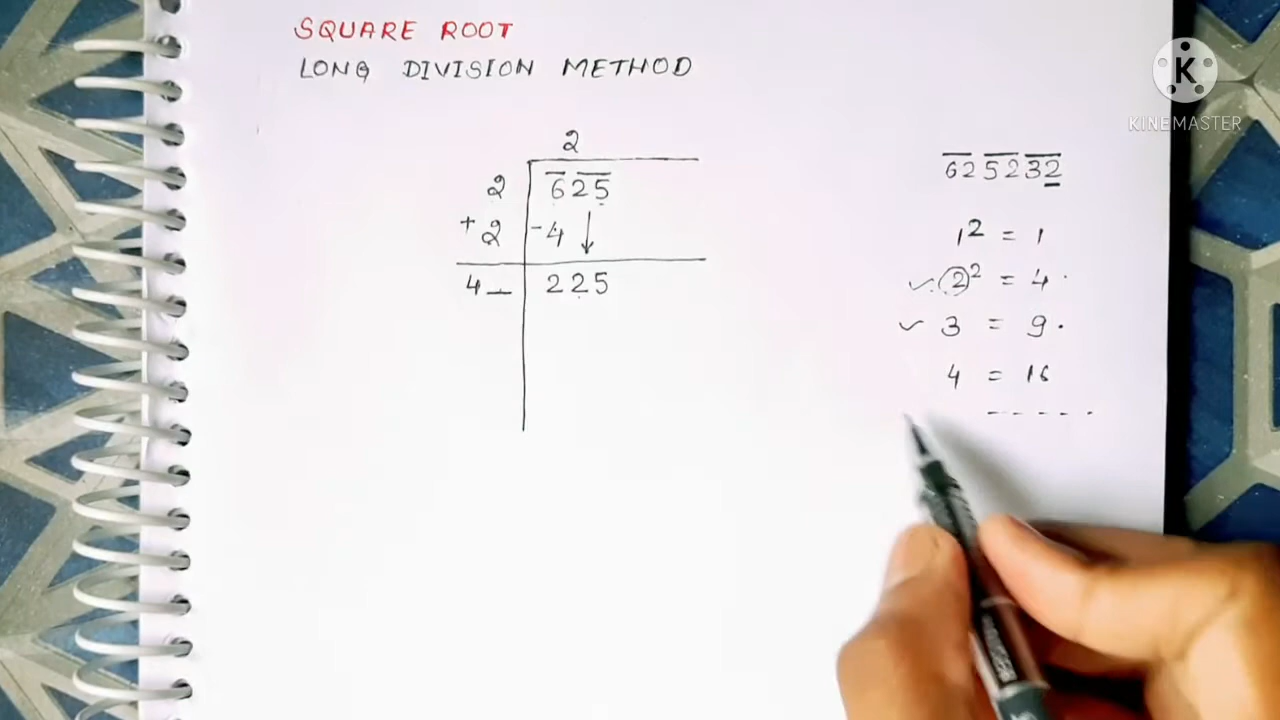 SQUARE ROOT
LONG DIVISION METHOD
2
2 625
+ 2 -4 ↓
4_ 225
625232
1² = 1
✓. 2² = 4 .
✓ 3 = 9 .
4 = 16
- - - - -
K
KINEMASTER